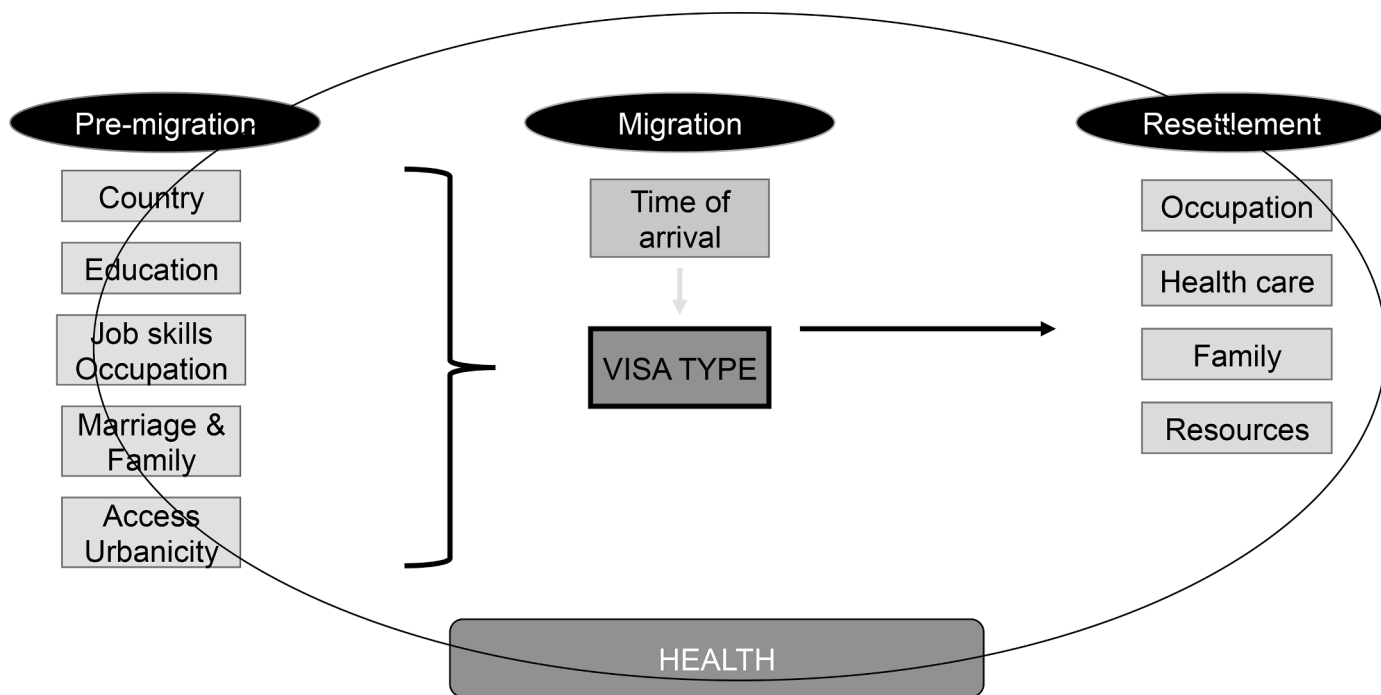 Pre-migration
Migration
Resettlement
Country
Education
Job skills
Occupation
Marriage &
Family
Access
Urbanicity
Time of
arrival
VISA TYPE
Occupation
Health care
Family
Resources
HEALTH